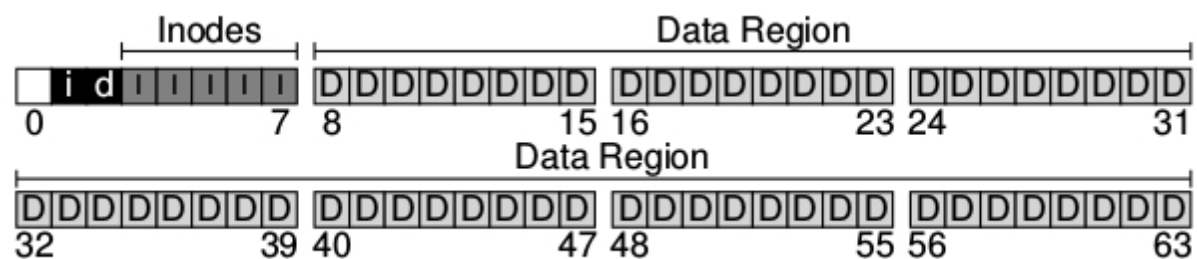 Inodes Data Region
i d I I I I I D D D D D D D D D D D D D D D D D D D D D D D D
0 7 8 15 16 23 24 31
Data Region
D D D D D D D D D D D D D D D D D D D D D D D D D D D D D D D D
32 39 40 47 48 55 56 63